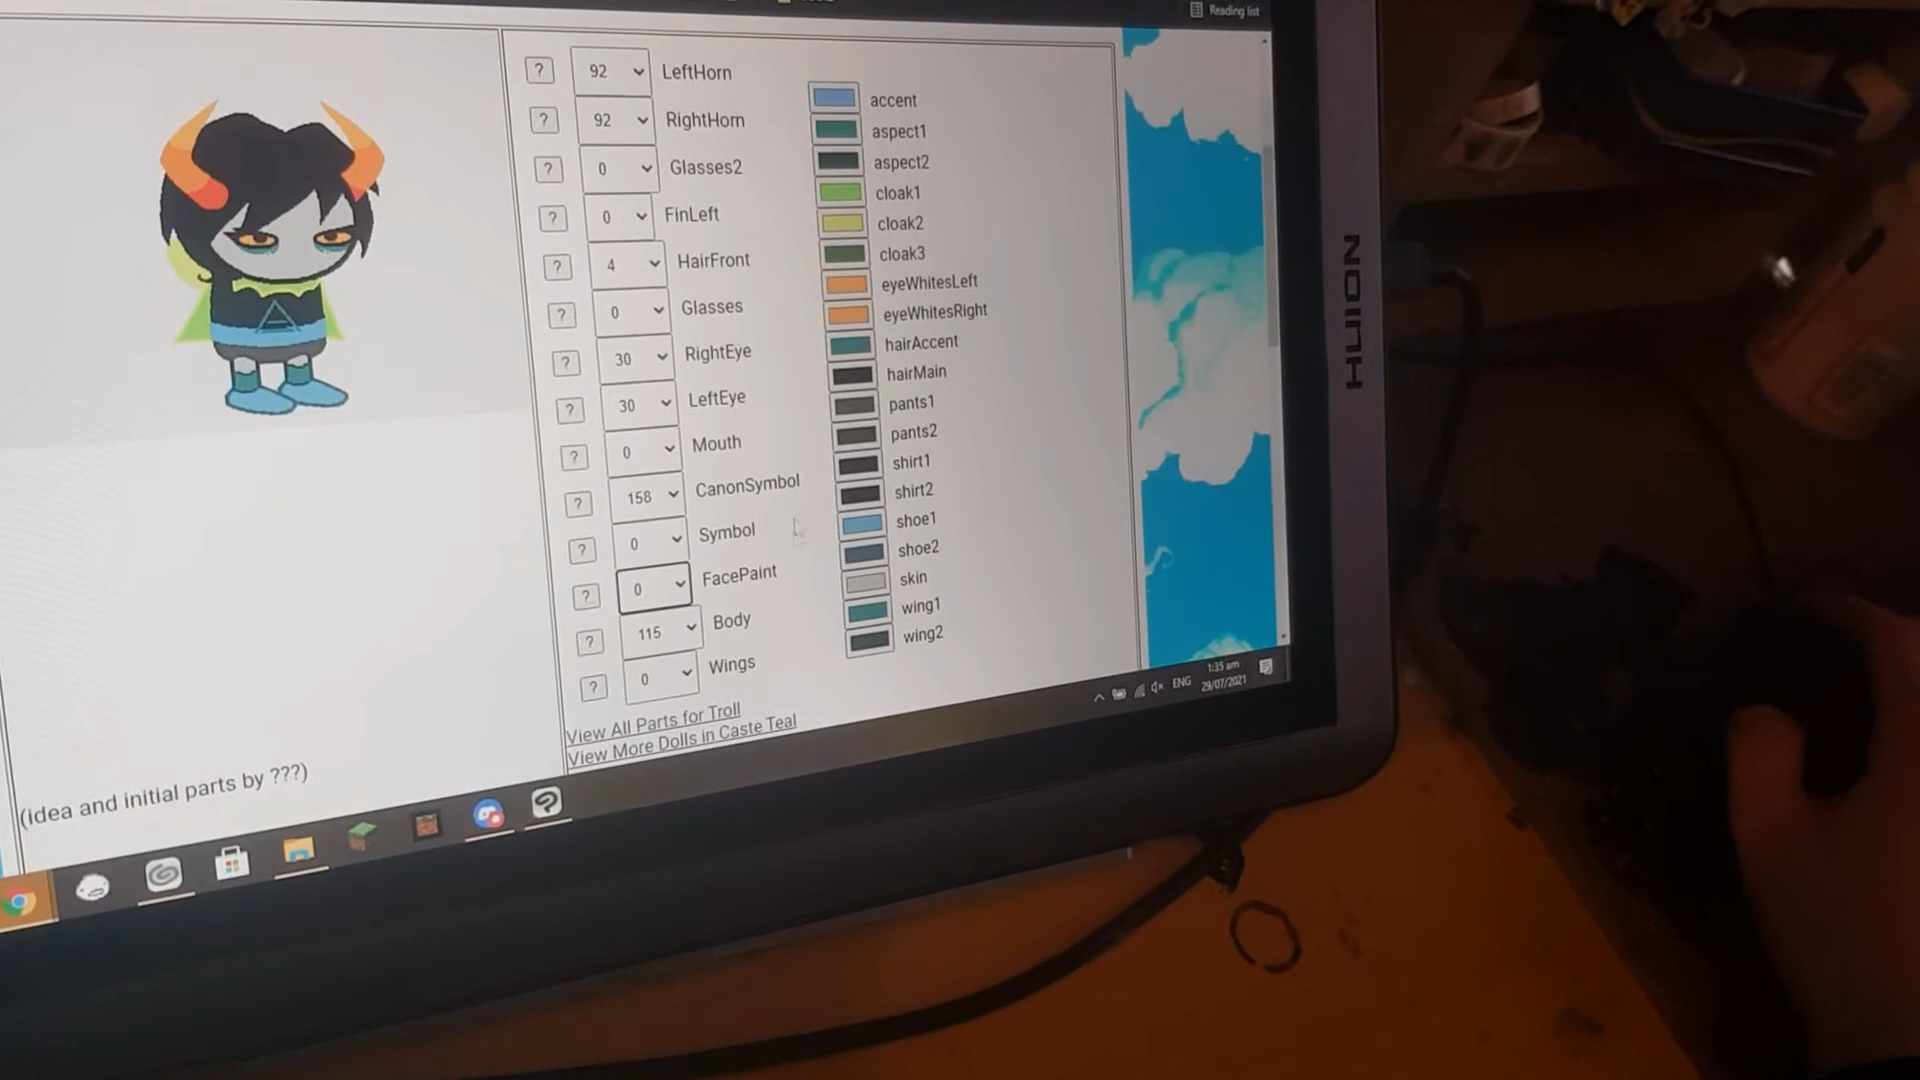 Reading list
? 92 LeftHorn
? 92 RightHorn
? 0 Glasses2
? 0 FinLeft
? 4 HairFront
? 0 Glasses
? 30 RightEye
? 30 LeftEye
? 0 Mouth
? 158 CanonSymbol
? 0 Symbol
? 0 FacePaint
? 115 Body
? 0 Wings
accent
aspect1
aspect2
cloak1
cloak2
cloak3
eyeWhitesLeft
eyeWhitesRight
hairAccent
hairMain
pants1
pants2
shirt1
shirt2
shoe1
shoe2
skin
wing1
wing2
View All Parts for Troll
View More Dolls in Caste Teal
(idea and initial parts by ???)
ENG
1:35 am
29/07/2021
HUION